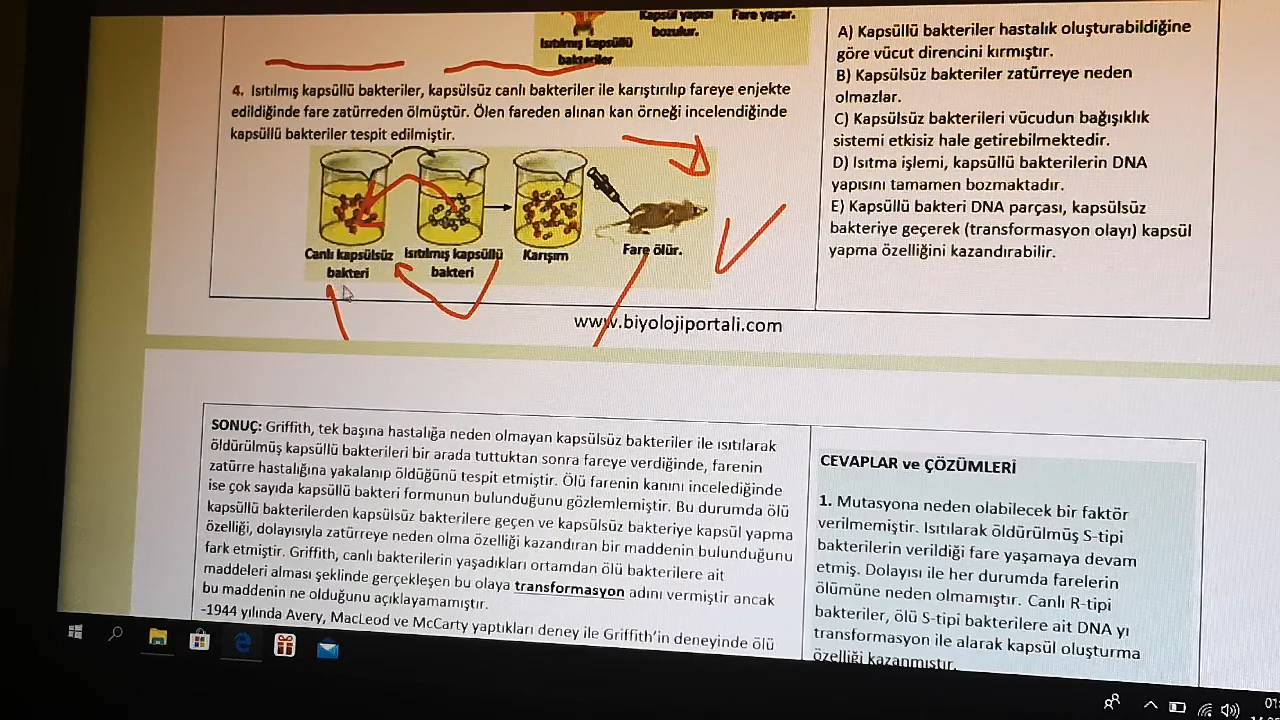 Kapsül yapısı
bozulur.
Fare yaşar.
Isıtılmış kapsüllü
bakteriler
4. Isıtılmış kapsüllü bakteriler, kapsülsüz canlı bakteriler ile karıştırılıp fareye enjekte
edildiğinde fare zatürreden ölmüştür. Ölen fareden alınan kan örneği incelendiğinde
kapsüllü bakteriler tespit edilmiştir.
Canlı kapsülsüz
bakteri
Isıtılmış kapsüllü
bakteri
Karışım
Fare ölür.
A) Kapsüllü bakteriler hastalık oluşturabildiğine
göre vücut direncini kırmıştır.
B) Kapsülsüz bakteriler zatürreye neden
olmazlar.
C) Kapsülsüz bakterileri vücudun bağışıklık
sistemi etkisiz hale getirebilmektedir.
D) Isıtma işlemi, kapsüllü bakterilerin DNA
yapısını tamamen bozmaktadır.
E) Kapsüllü bakteri DNA parçası, kapsülsüz
bakteriye geçerek (transformasyon olayı) kapsül
yapma özelliğini kazandırabilir.
www.biyolojiportali.com
SONUÇ: Griffith, tek başına hastalığa neden olmayan kapsülsüz bakteriler ile ısıtılarak
öldürülmüş kapsüllü bakterileri bir arada tuttuktan sonra fareye verdiğinde, farenin
zatürre hastalığına yakalanıp öldüğünü tespit etmiştir. Ölü farenin kanını incelediğinde
ise çok sayıda kapsüllü bakteri formunun bulunduğunu gözlemlemiştir. Bu durumda ölü
kapsüllü bakterilerden kapsülsüz bakterilere geçen ve kapsülsüz bakteriye kapsül yapma
özelliği, dolayısıyla zatürreye neden olma özelliği kazandıran bir maddenin bulunduğunu
fark etmiştir. Griffith, canlı bakterilerin yaşadıkları ortamdan ölü bakterilere ait
maddeleri alması şeklinde gerçekleşen bu olaya transformasyon adını vermiştir ancak
bu maddenin ne olduğunu açıklayamamıştır.
-1944 yılında Avery, MacLeod ve McCarty yaptıkları deney ile Griffith'in deneyinde ölü
CEVAPLAR ve ÇÖZÜMLERİ
1. Mutasyona neden olabilecek bir faktör
verilmemiştir. Isıtılarak öldürülmüş S-tipi
bakterilerin verildiği fare yaşamaya devam
etmiş. Dolayısı ile her durumda farelerin
ölümüne neden olmamıştır. Canlı R-tipi
bakteriler, ölü S-tipi bakterilere ait DNA yı
transformasyon ile alarak kapsül oluşturma
özelliği kazanmıştır.